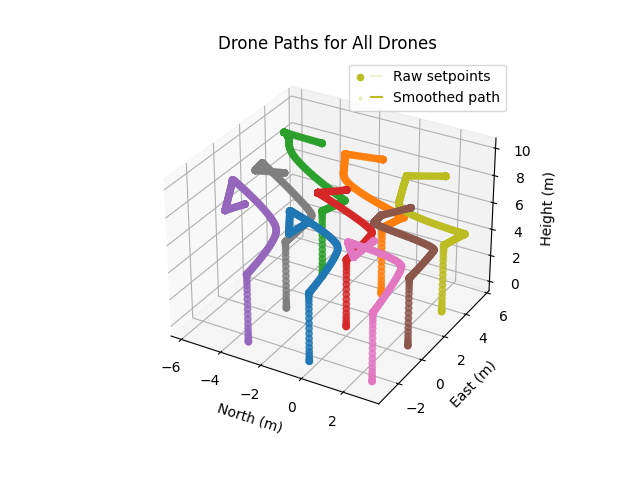 Drone Paths for All Drones
Raw setpoints
Smoothed path
10
8
6
4
2
0
Height (m)
−6
−4
−2
0
2
North (m)
−2
0
2
4
6
East (m)